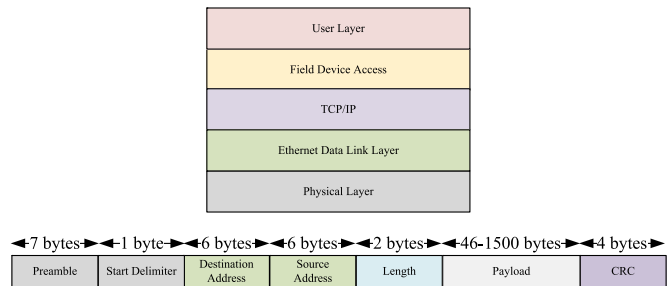 User Layer
Field Device Access
TCP/IP
Ethernet Data Link Layer
Physical Layer
7 bytes 1 byte 6 bytes 6 bytes 2 bytes 46-1500 bytes 4 bytes
Preamble Start Delimiter Destination Address Source Address Length Payload CRC